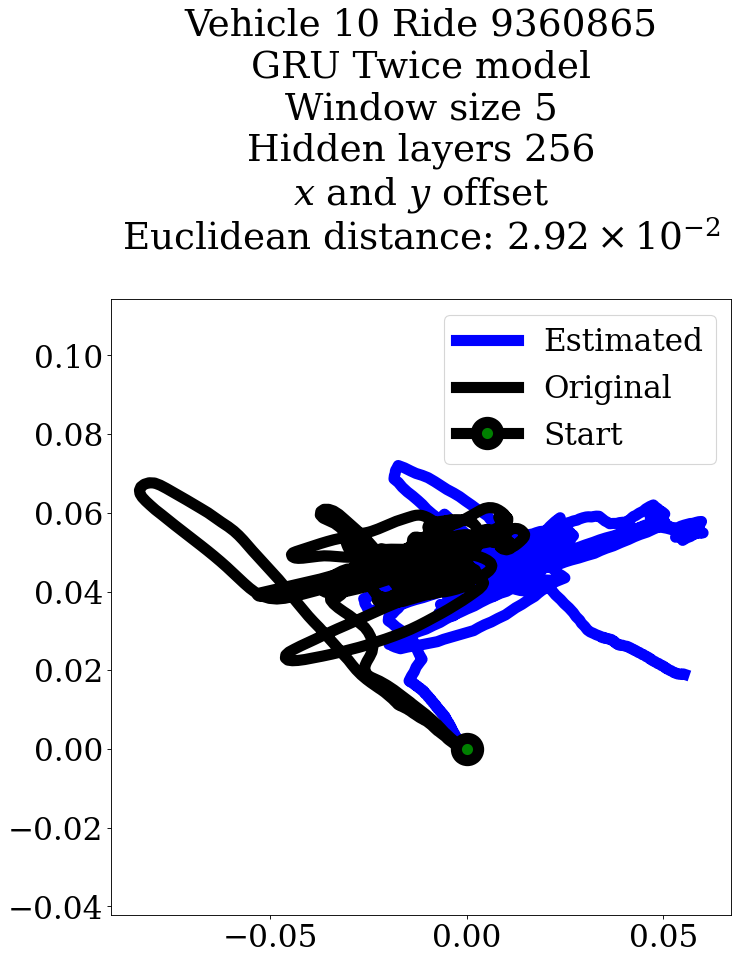 Vehicle 10 Ride 9360865
GRU Twice model
Window size 5
Hidden layers 256
x and y offset
Euclidean distance: 2.92 × 10⁻²
Estimated
Original
Start
0.10
0.08
0.06
0.04
0.02
0.00
−0.02
−0.04
−0.05 0.00 0.05